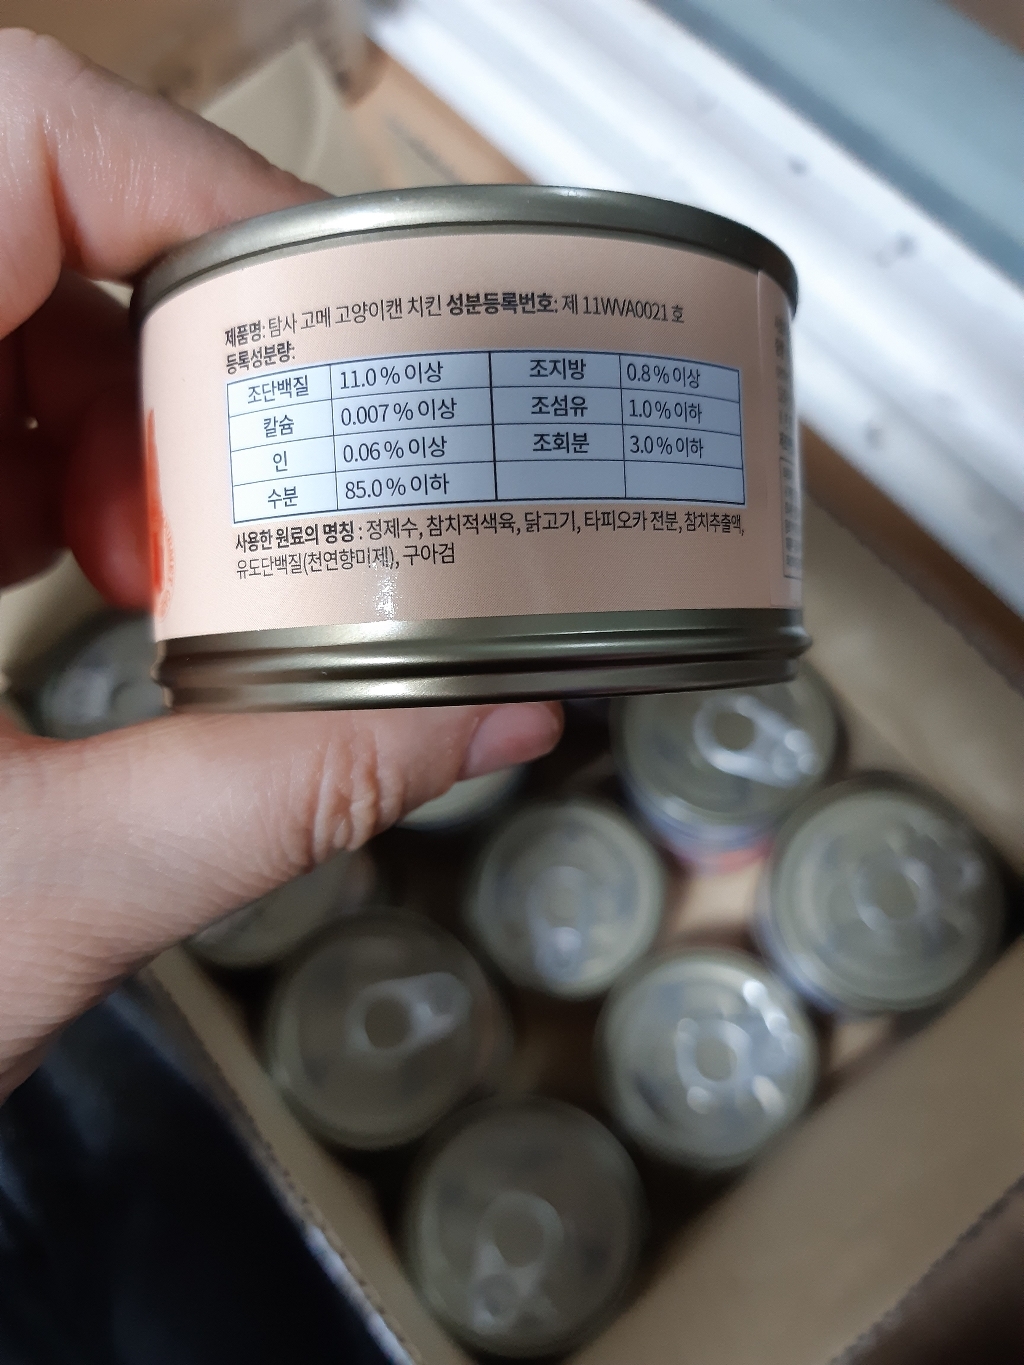 제품명: 탐사 고메 고양이캔 치킨 성분등록번호: 제 11WVA0021 호
등록성분량:
조단백질 11.0 % 이상 조지방 0.8 % 이상
칼슘 0.007 % 이상 조섬유 1.0 % 이하
인 0.06 % 이상 조회분 3.0 % 이하
수분 85.0 % 이하
사용한 원료의 명칭 : 정제수, 참치적색육, 닭고기, 타피오카 전분, 참치추출액,
유도단백질(천연향미제), 구아검